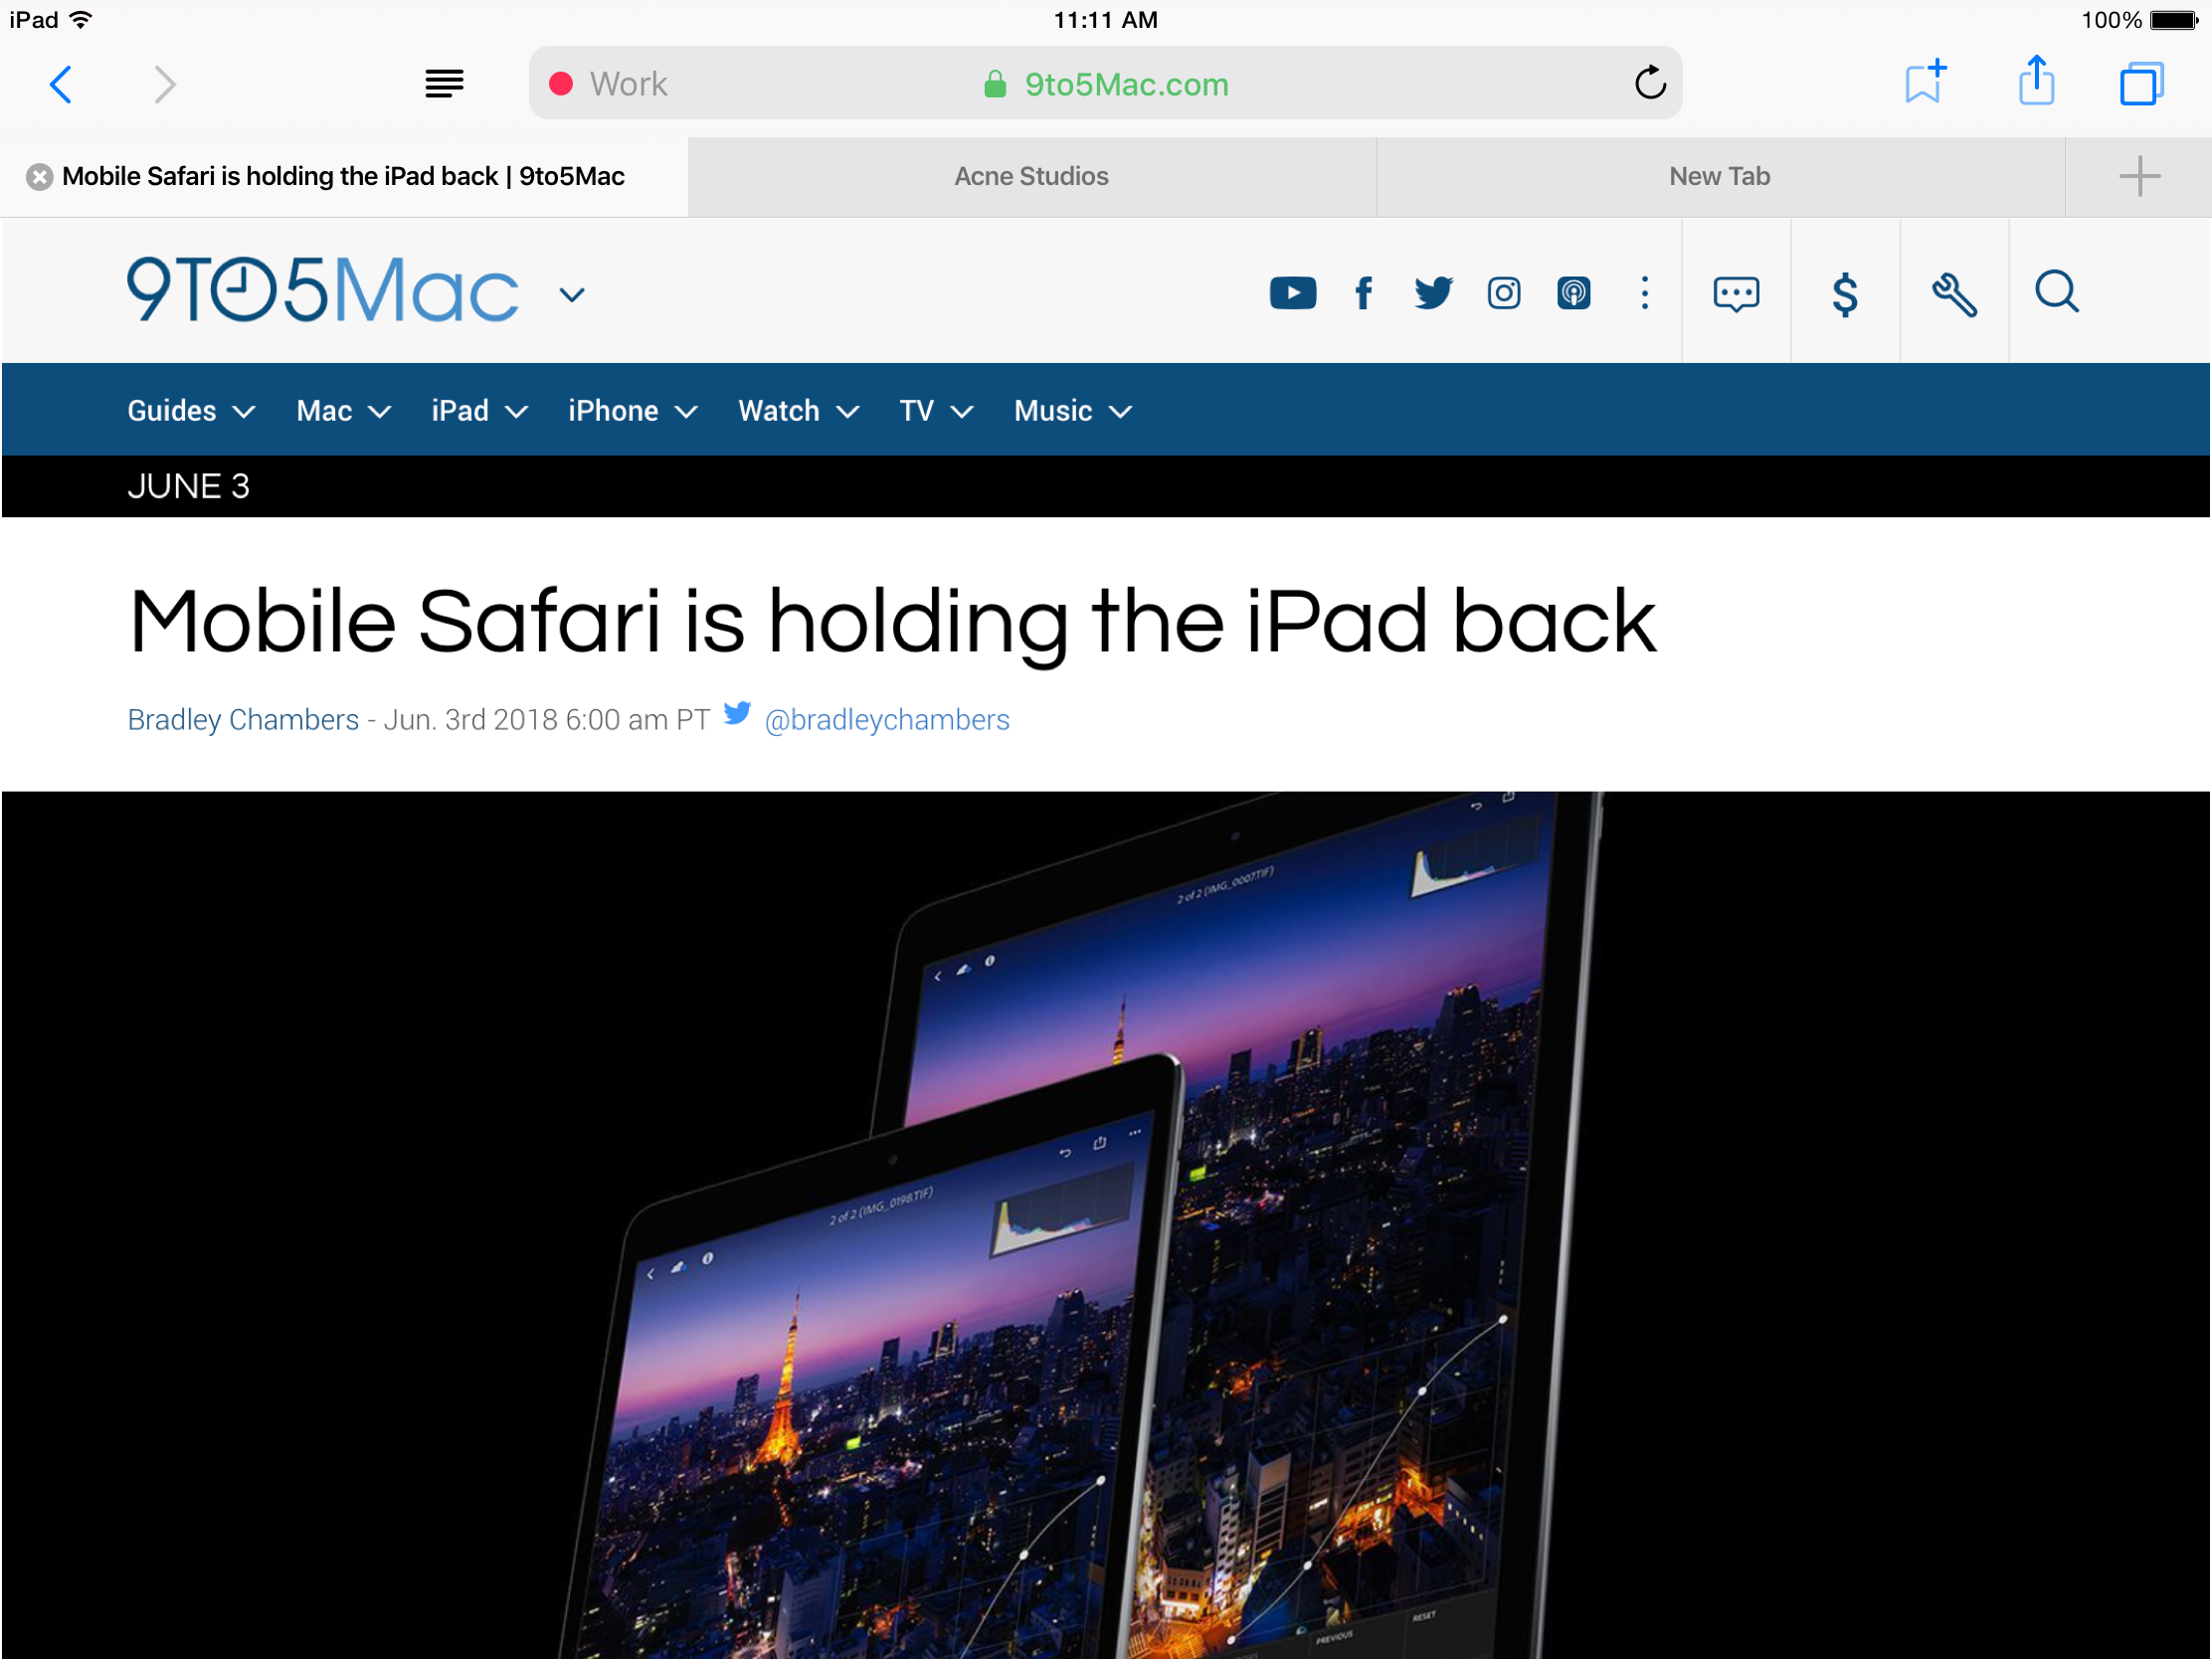 iPad 11:11 AM 100%
Work 9to5Mac.com
Mobile Safari is holding the iPad back | 9to5Mac Acne Studios New Tab
9TO5Mac
Guides Mac iPad iPhone Watch TV Music
JUNE 3
Mobile Safari is holding the iPad back
Bradley Chambers - Jun. 3rd 2018 6:00 am PT @bradleychambers
2 of 2 (IMG_0007.TIF)
2 of 2 (IMG_0198.TIF)
PREVIOUS RESET